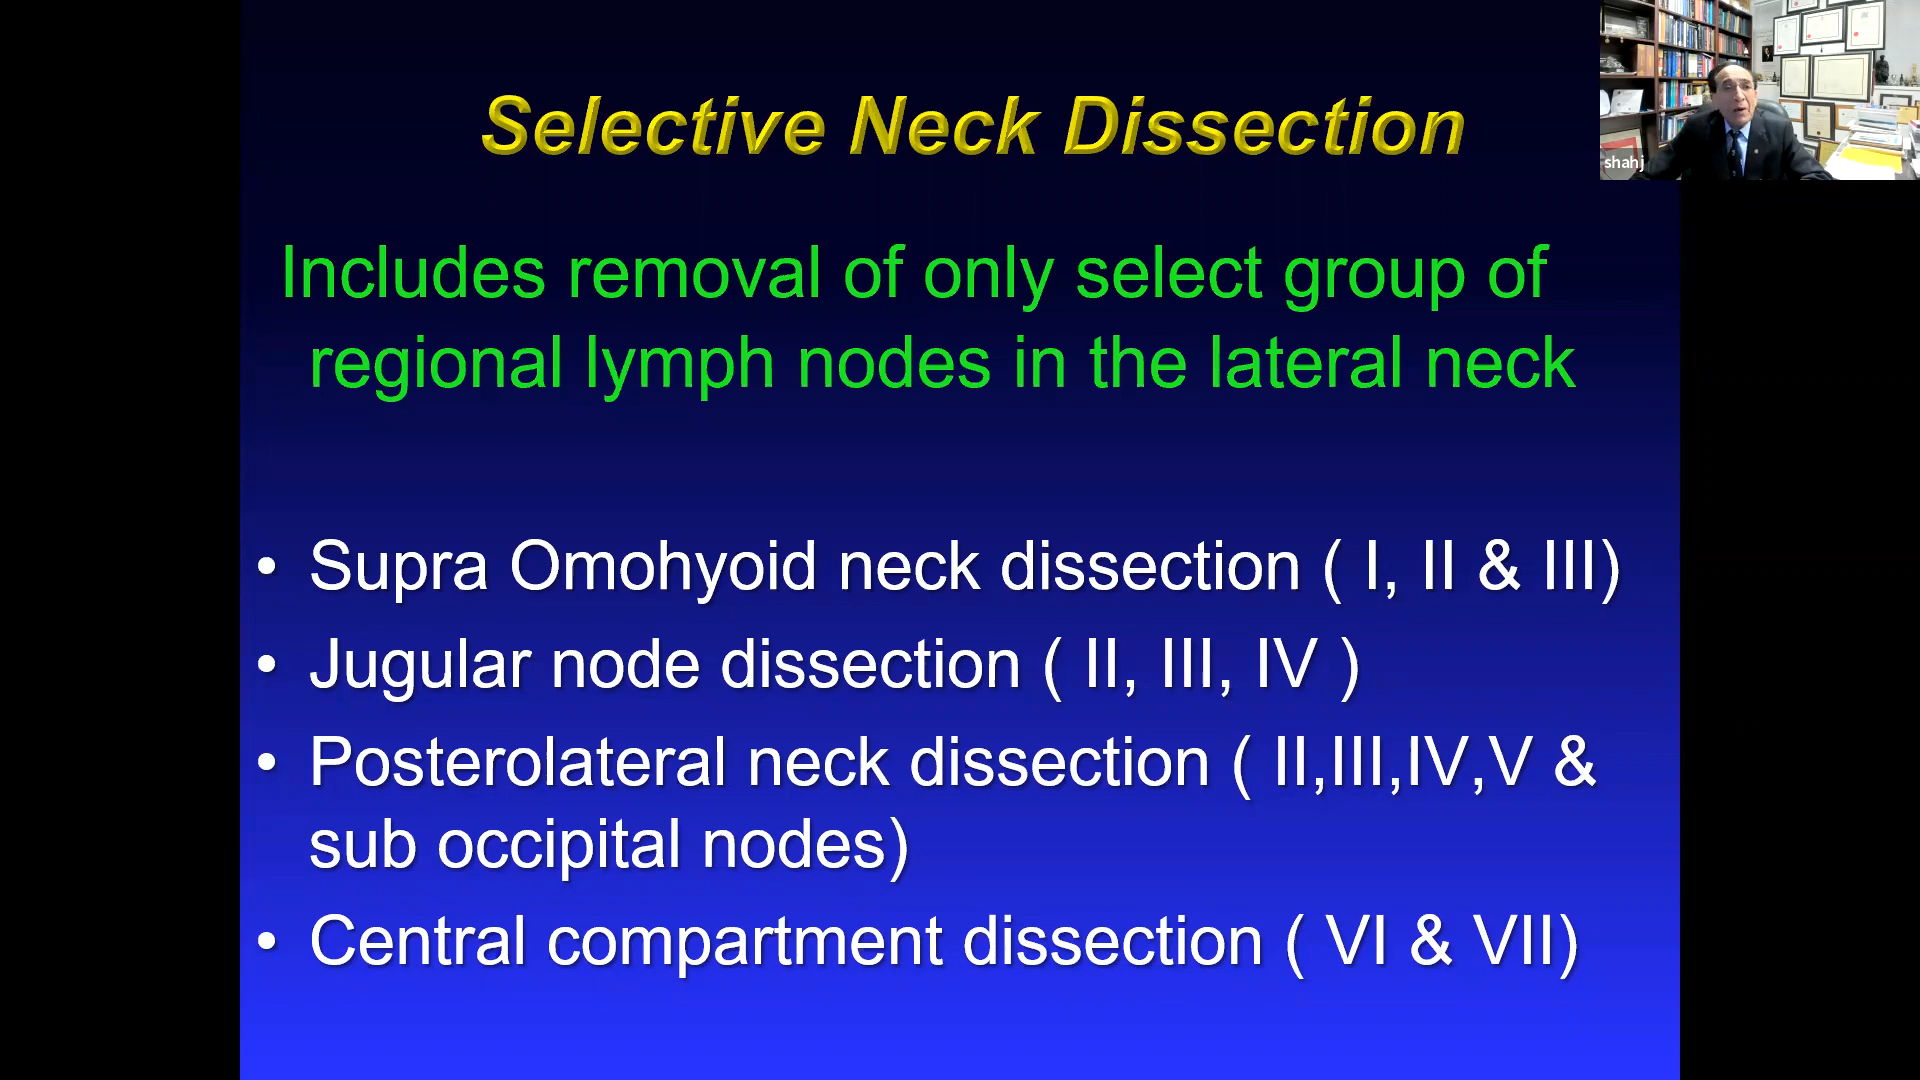 Selective Neck Dissection
shahj
Includes removal of only select group of
regional lymph nodes in the lateral neck
• Supra Omohyoid neck dissection ( I, II & III)
• Jugular node dissection ( II, III, IV )
• Posterolateral neck dissection ( II,III,IV,V &
sub occipital nodes)
• Central compartment dissection ( VI & VII)